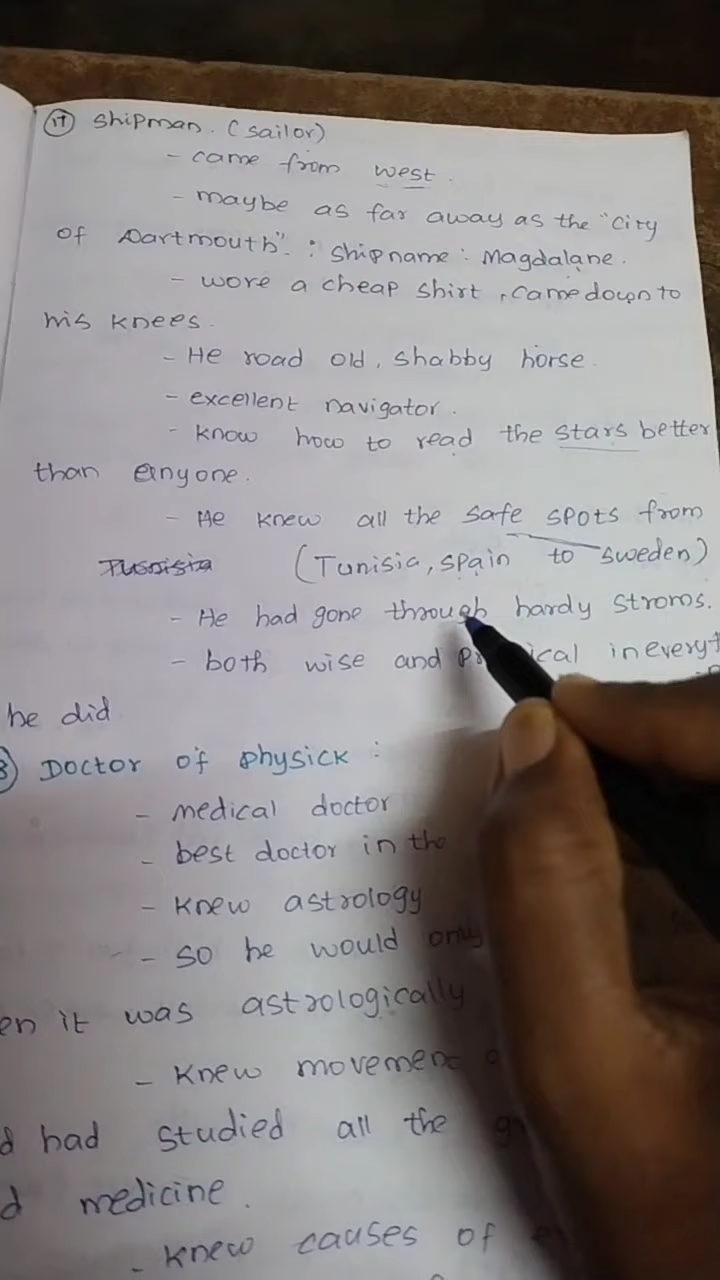 17 Shipman. (sailor)
- came from west.
- maybe as far away as the "city
of Dartmouth". : Shipname : Magdalane.
- wore a cheap shirt, came down to
his knees.
- He road old, shabby horse.
- excellent navigator.
- know how to read the stars better
than anyone.
- He knew all the safe spots from
(Tunisia, spain to sweden)
- He had gone through hardy stroms.
- both wise and
he did
Doctor of physick :
- medical doctor
- best doctor in the
- knew astrology
- so he would only
it was astrologically
- knew movement
had studied all the
medicine.
- knew causes of